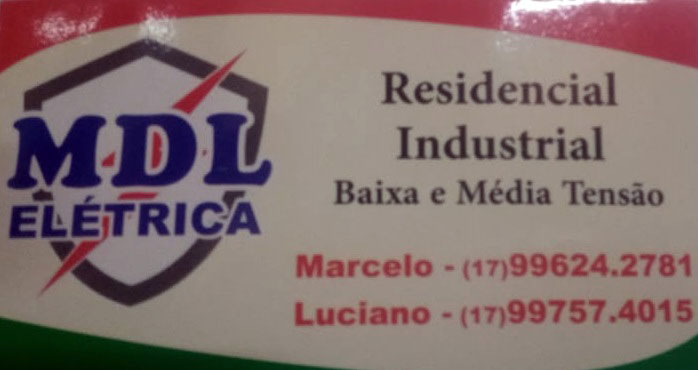 MDL
ELÉTRICA
Residencial
Industrial
Baixa e Média Tensão
Marcelo - (17)99624.2781
Luciano - (17)99757.4015